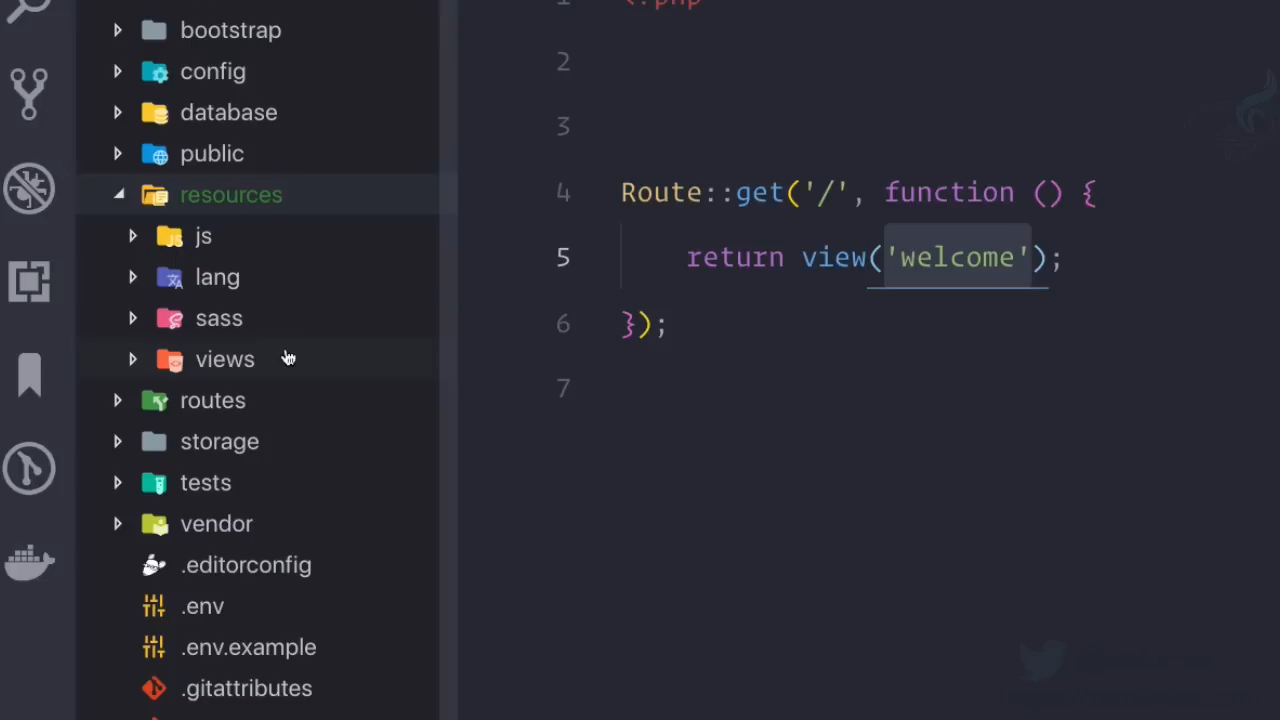 bootstrap
config
database
public
resources
js
lang
sass
views
routes
storage
tests
vendor
.editorconfig
.env
.env.example
.gitattributes
<?php
2
3
4 Route::get('/', function () {
5 return view('welcome');
6 });
7